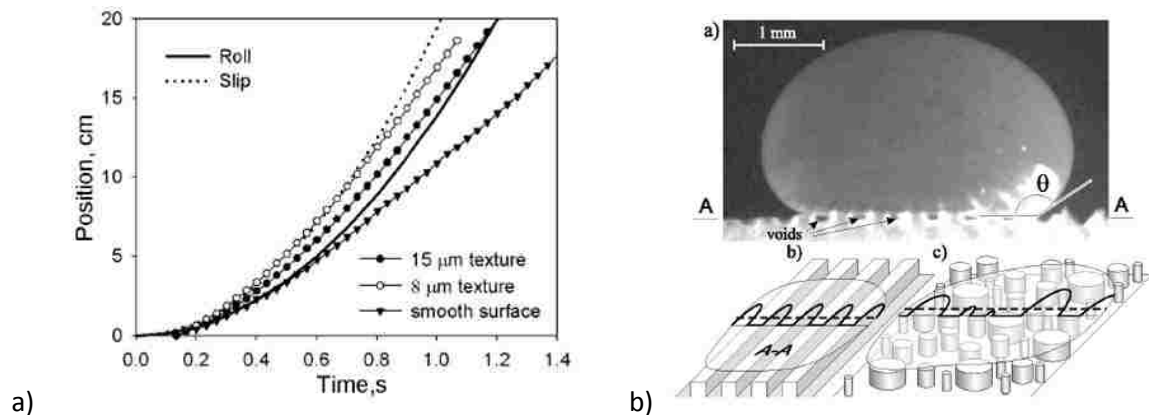 20
15
10
5
0
Position, cm
Roll
Slip
15 μm texture
8 μm texture
smooth surface
0.0 0.2 0.4 0.6 0.8 1.0 1.2 1.4
Time,s
a)
a)
1 mm
θ
A A
voids
b) c)
A-A
b)